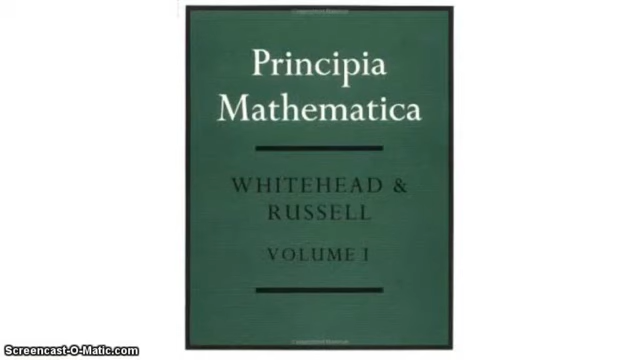 Principia
Mathematica
WHITEHEAD &
RUSSELL
VOLUME I
Screencast-O-Matic.com